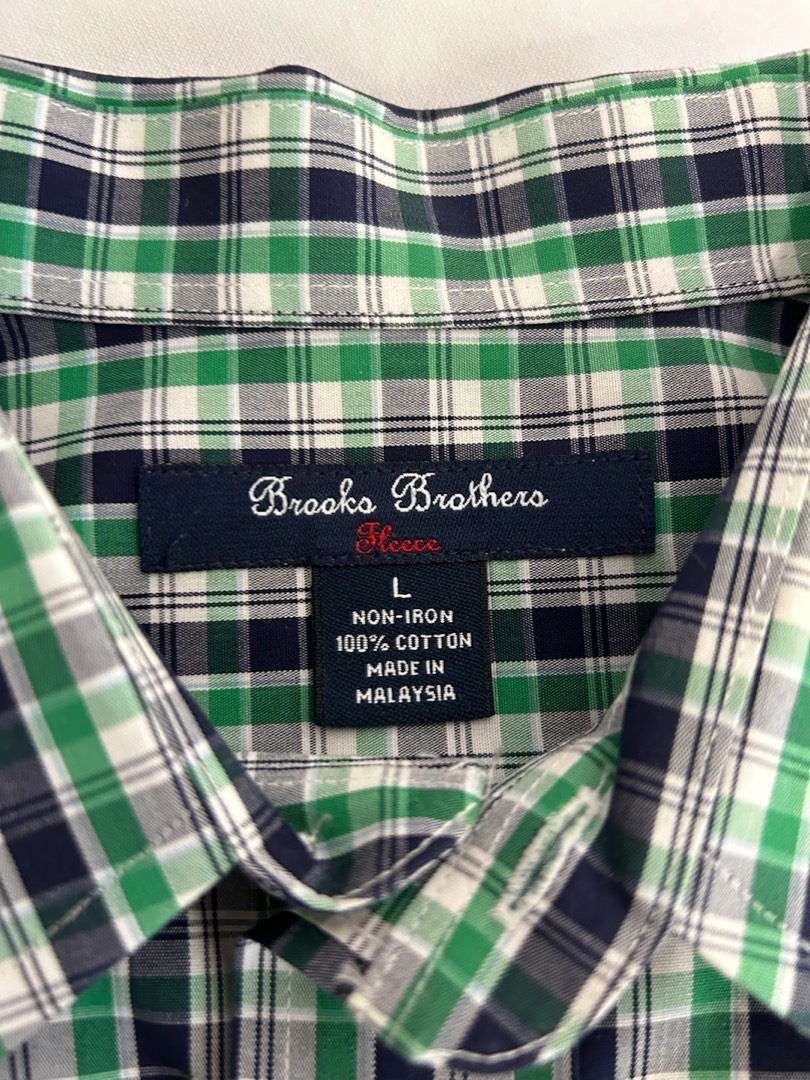 Brooks Brothers
Fleece
L
NON-IRON
100% COTTON
MADE IN
MALAYSIA